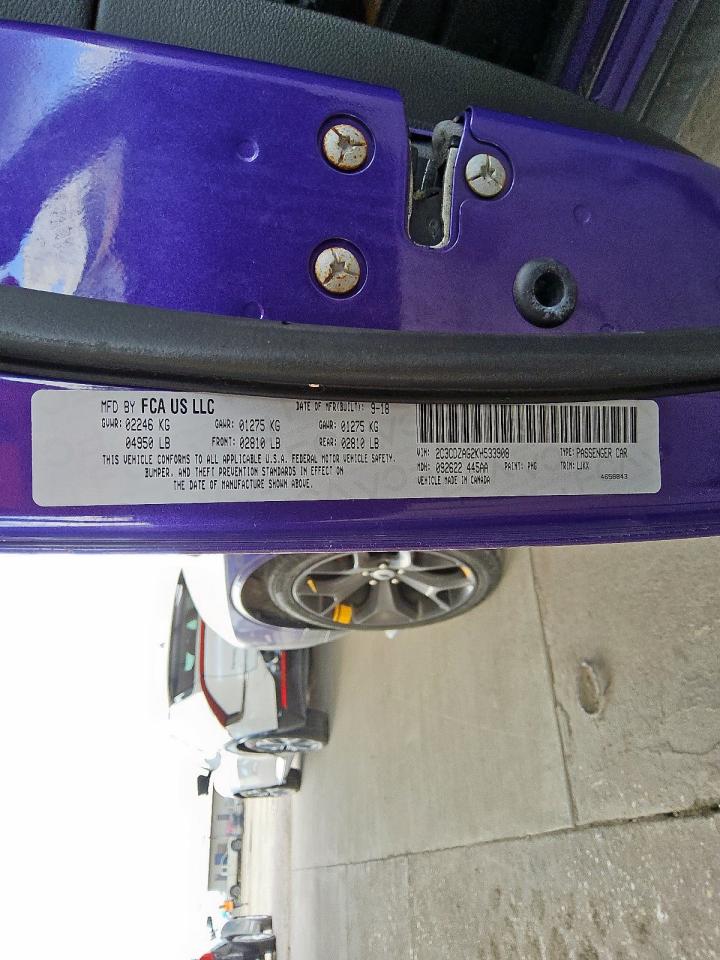 MFD BY FCA US LLC DATE OF MFR(BUILT): 9-18
GVWR: 02246 KG GAWR: 01275 KG GAWR: 01275 KG
04950 LB FRONT: 02810 LB REAR: 02810 LB
THIS VEHICLE CONFORMS TO ALL APPLICABLE U.S.A. FEDERAL MOTOR VEHICLE SAFETY,
BUMPER, AND THEFT PREVENTION STANDARDS IN EFFECT ON
THE DATE OF MANUFACTURE SHOWN ABOVE.
VIN: 2C3CDZAG2KH533908 TYPE: PASSENGER CAR
MDH: 092622 445AA PAINT: PHG TRIM: LJKX
VEHICLE MADE IN CANADA 4658843